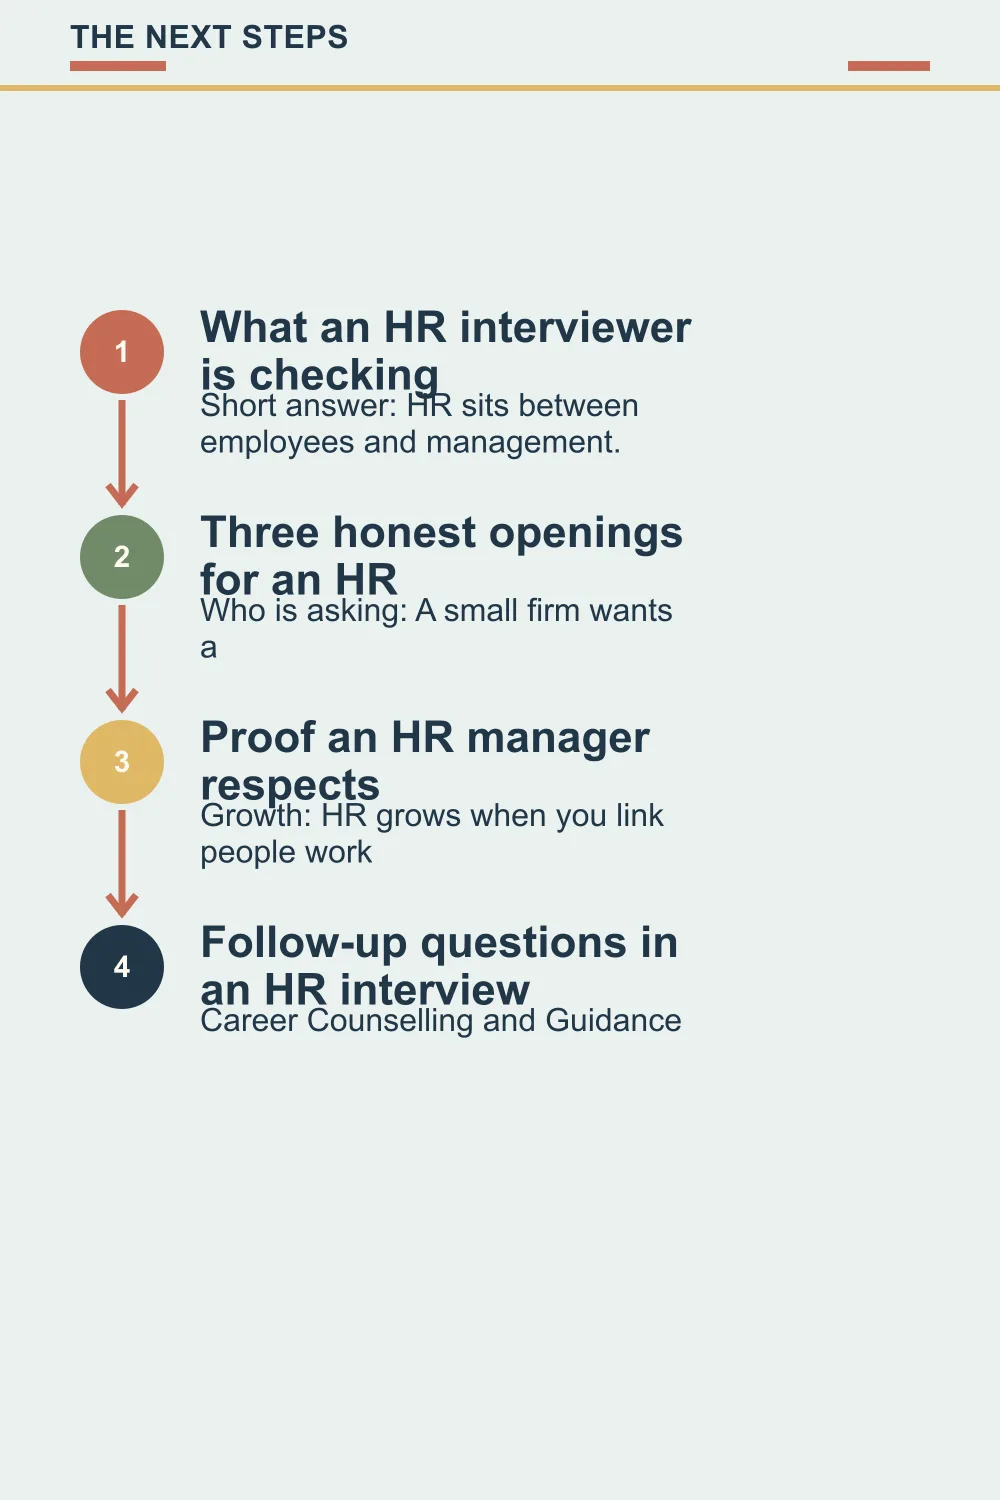 THE NEXT STEPS
1
What an HR interviewer
is checking
Short answer: HR sits between
employees and management.
2
Three honest openings
for an HR
Who is asking: A small firm wants
a
3
Proof an HR manager
respects
Growth: HR grows when you link
people work
4
Follow-up questions in
an HR interview
Career Counselling and Guidance